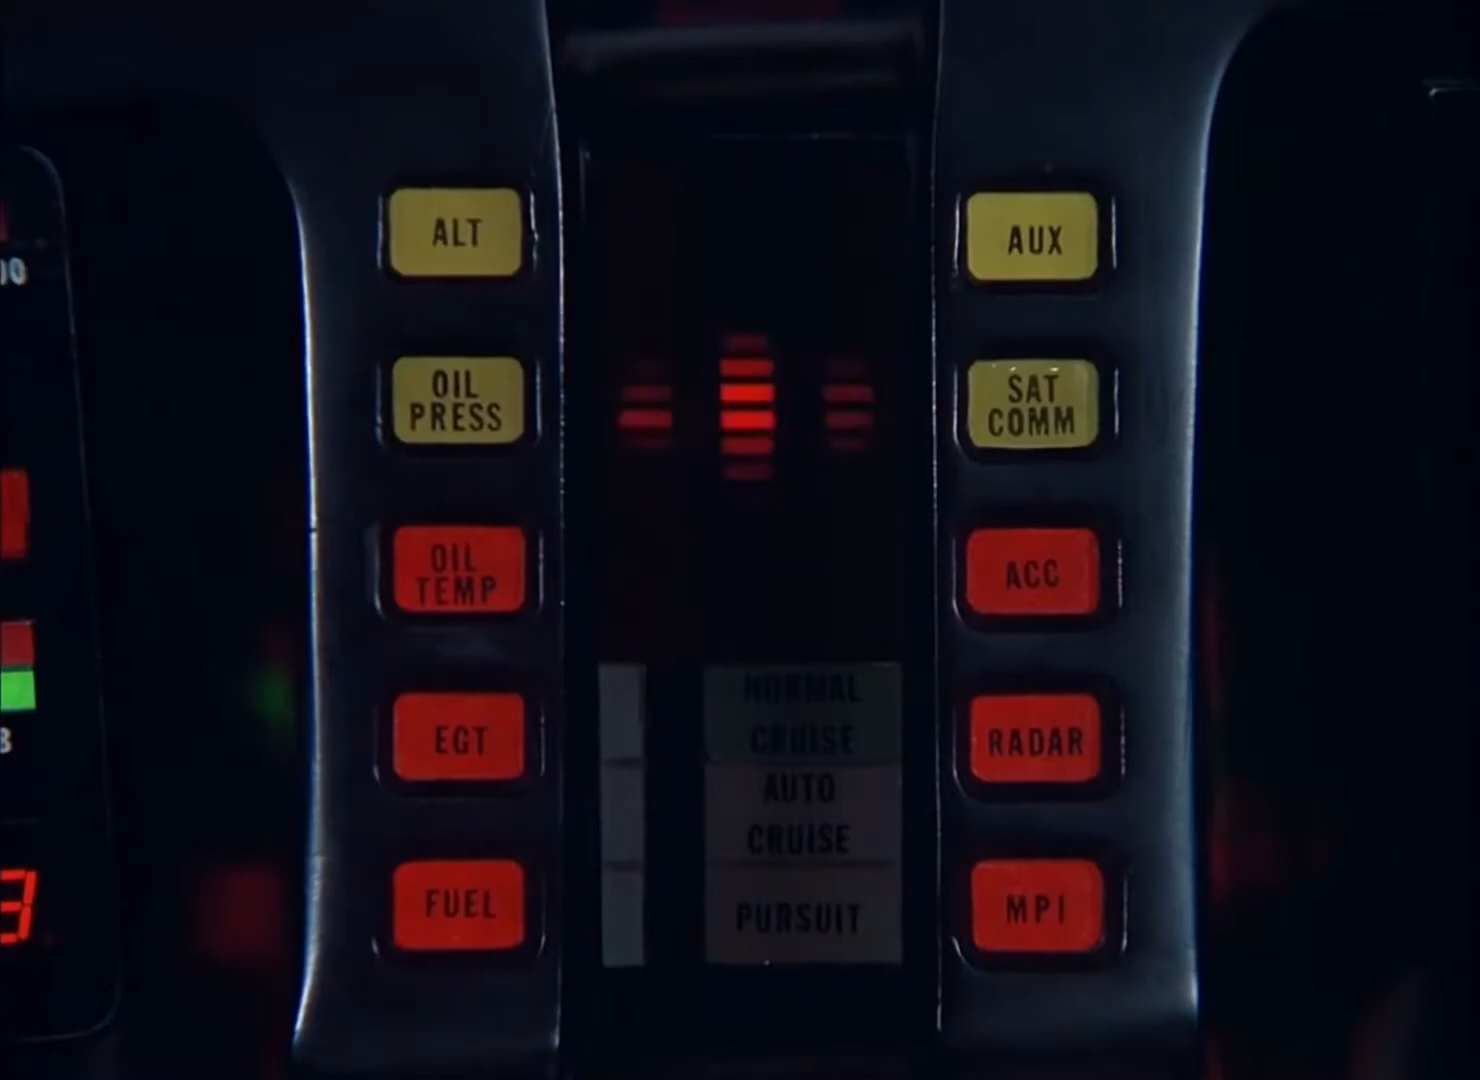 ALT
OIL
PRESS
OIL
TEMP
EGT
FUEL
NORMAL
CRUISE
AUTO
CRUISE
PURSUIT
AUX
SAT
COMM
ACC
RADAR
MPI